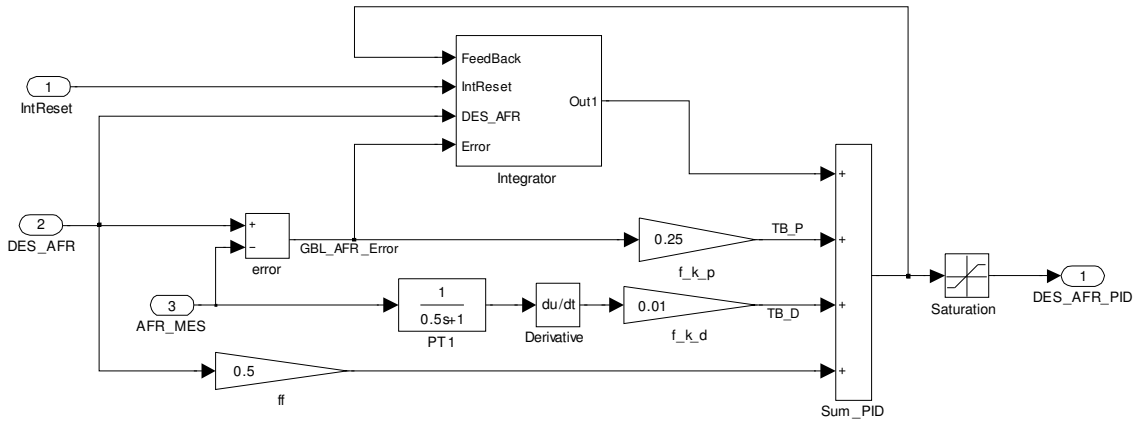 FeedBack
1
IntReset
IntReset
Out1
DES_AFR
Error
Integrator
+
2
DES_AFR
+
−
error
GBL_AFR_Error
0.25
f_k_p
TB_P
+
3
AFR_MES
1
0.5s+1
PT1
du/dt
Derivative
0.01
f_k_d
TB_D
+
Saturation
1
DES_AFR_PID
0.5
ff
+
Sum_PID